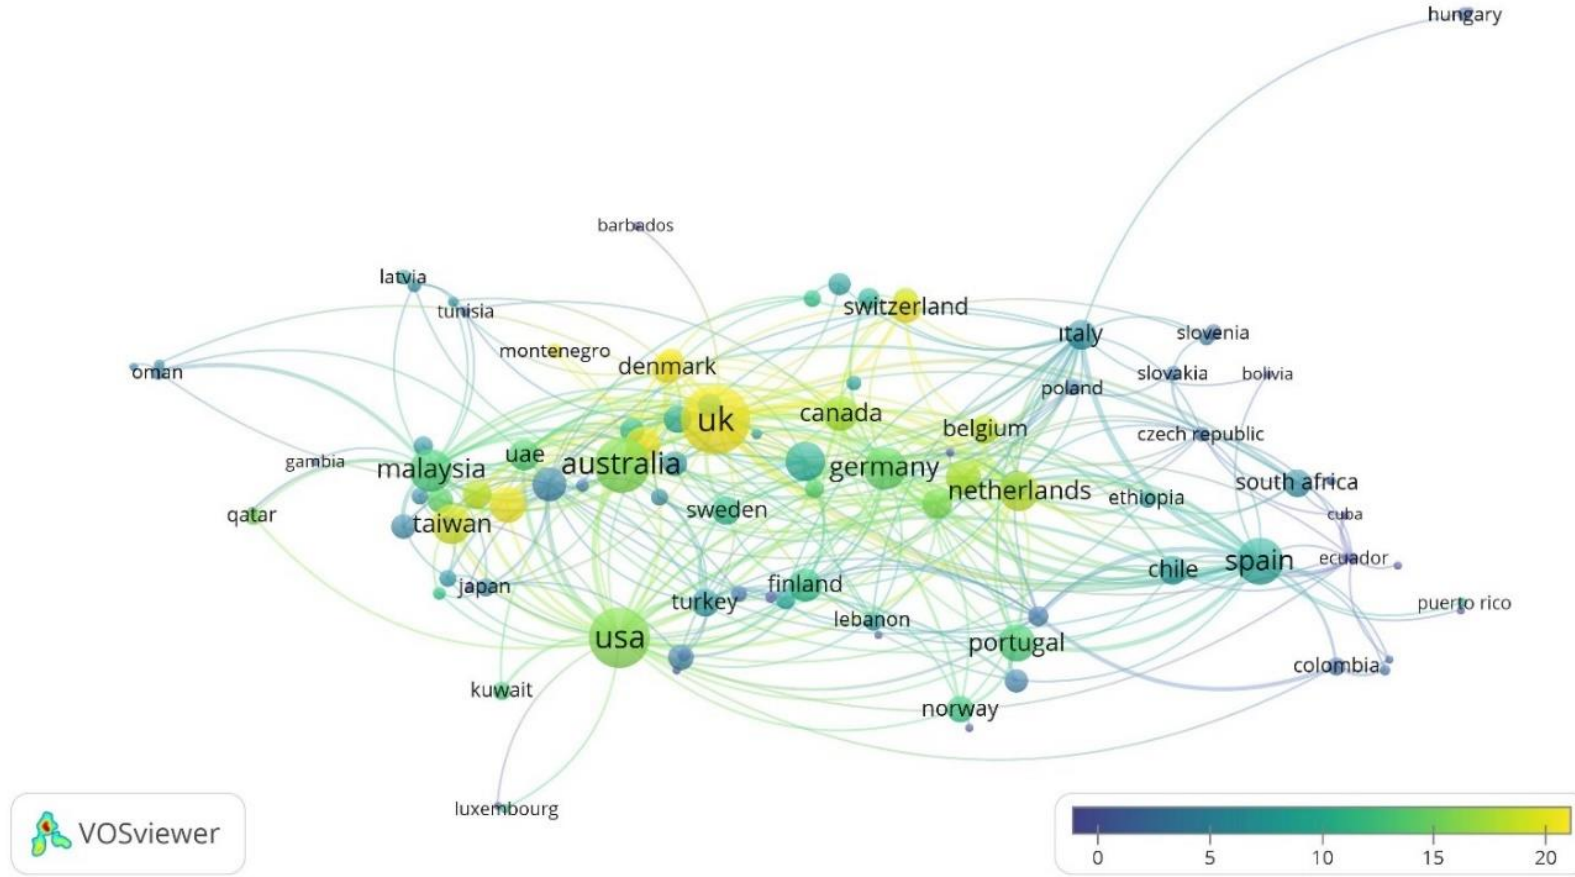 hungary
barbados
latvia
tunisia
switzerland
italy
slovenia
montenegro
denmark
oman
poland
slovakia
bolivia
uk
canada
belgium
czech republic
gambia
malaysia
uae
australia
germany
netherlands
ethiopia
south africa
qatar
taiwan
sweden
cuba
japan
turkey
finland
lebanon
chile
spain
ecuador
puerto rico
usa
portugal
colombia
kuwait
norway
luxembourg
VOSviewer
0 5 10 15 20